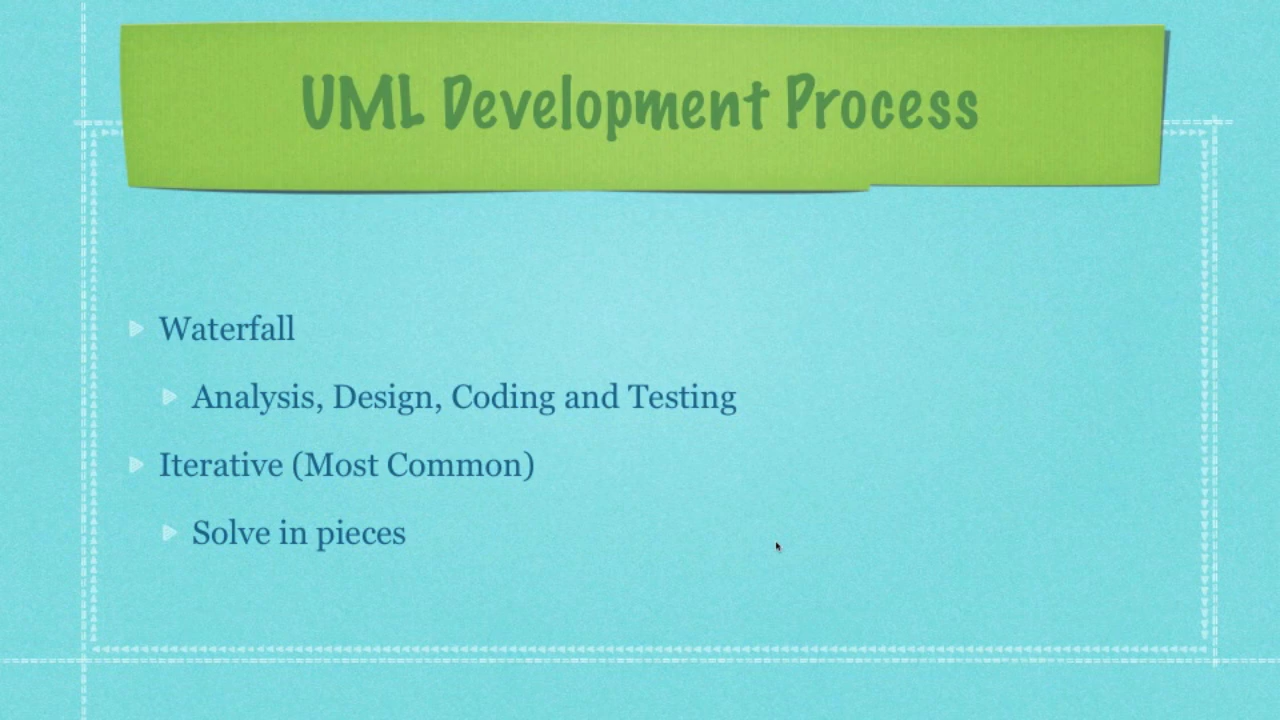 UML Development Process
Waterfall
Analysis, Design, Coding and Testing
Iterative (Most Common)
Solve in pieces